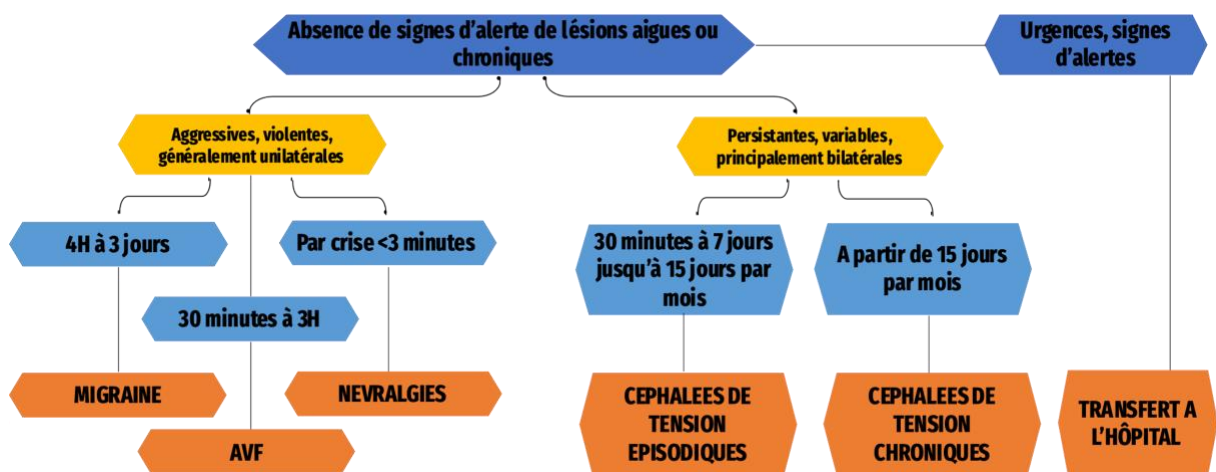 Absence de signes d'alerte de lésions aigues ou
chroniques
Urgences, signes
d'alertes
Aggressives, violentes,
généralement unilatérales
Persistantes, variables,
principalement bilatérales
4H à 3 jours
Par crise <3 minutes
30 minutes à 7 jours
jusqu'à 15 jours par
mois
A partir de 15 jours
par mois
30 minutes à 3H
MIGRAINE
NEVRALGIES
AVF
CEPHALEES DE
TENSION
EPISODIQUES
CEPHALEES DE
TENSION
CHRONIQUES
TRANSFERT A
L'HÔPITAL